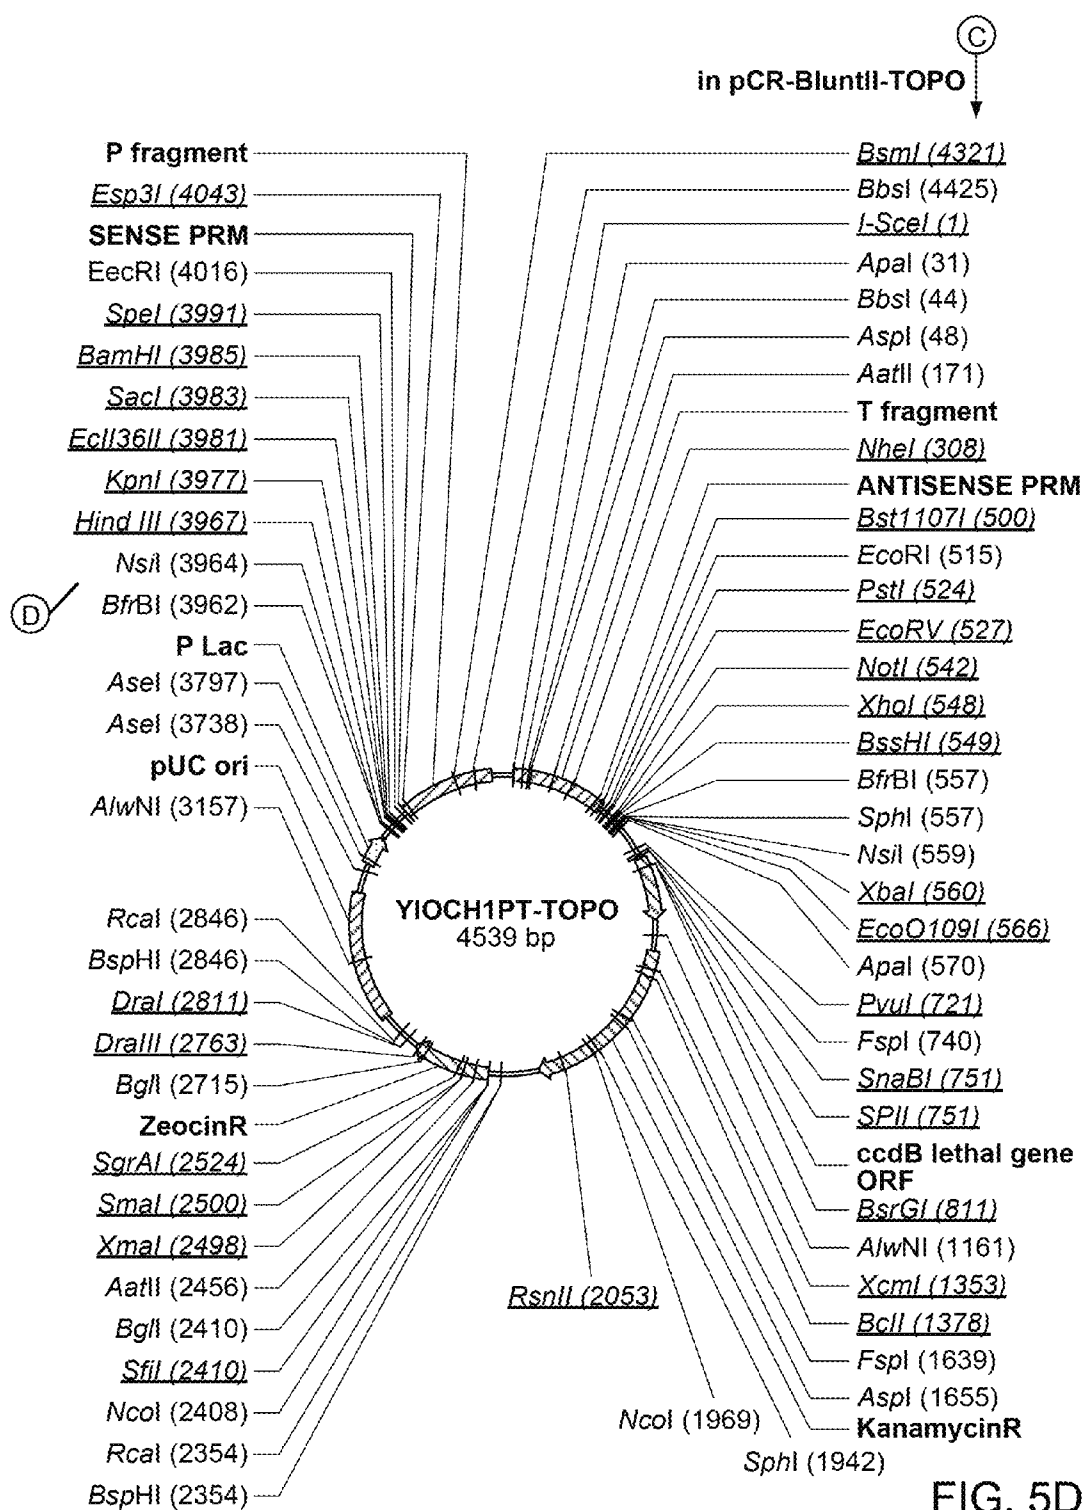 C
in pCR-BluntII-TOPO
P fragment
Esp3I (4043)
SENSE PRM
EecRI (4016)
SpeI (3991)
BamHI (3985)
SacI (3983)
EclI36II (3981)
KpnI (3977)
Hind III (3967)
NsiI (3964)
BfrBI (3962)
D
P Lac
AseI (3797)
AseI (3738)
pUC ori
AlwNI (3157)
RcaI (2846)
BspHI (2846)
DraI (2811)
DraIII (2763)
BglI (2715)
ZeocinR
SgrAI (2524)
SmaI (2500)
XmaI (2498)
AatII (2456)
BglI (2410)
SfiI (2410)
NcoI (2408)
RcaI (2354)
BspHI (2354)
YlOCH1PT-TOPO
4539 bp
BsmI (4321)
BbsI (4425)
I-SceI (1)
ApaI (31)
BbsI (44)
AspI (48)
AatII (171)
T fragment
NheI (308)
ANTISENSE PRM
Bst1107I (500)
EcoRI (515)
PstI (524)
EcoRV (527)
NotI (542)
XhoI (548)
BssHI (549)
BfrBI (557)
SphI (557)
NsiI (559)
XbaI (560)
EcoO109I (566)
ApaI (570)
PvuI (721)
FspI (740)
SnaBI (751)
SPlI (751)
ccdB lethal gene
ORF
BsrGI (811)
AlwNI (1161)
XcmI (1353)
BclI (1378)
FspI (1639)
AspI (1655)
KanamycinR
SphI (1942)
NcoI (1969)
RsnII (2053)
FIG. 5D